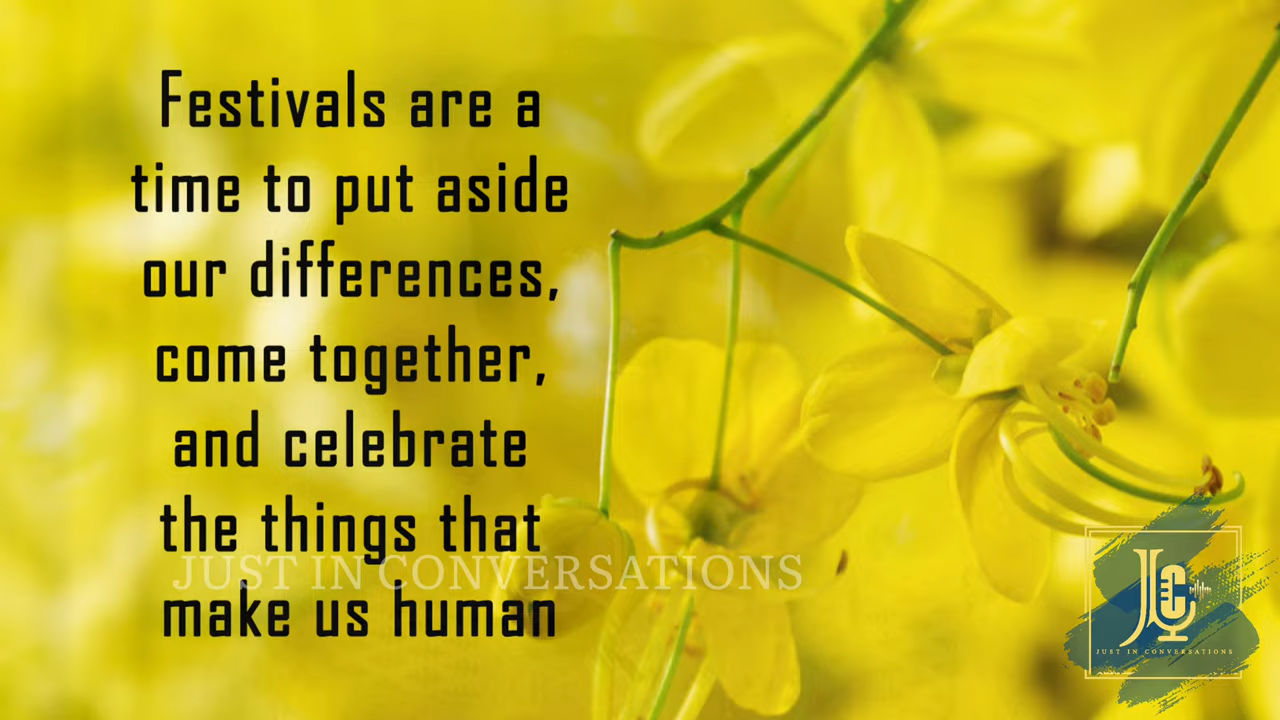 Festivals are a
time to put aside
our differences,
come together,
and celebrate
the things that
JUST IN CONVERSATIONS
make us human
JC
JUST IN CONVERSATIONS